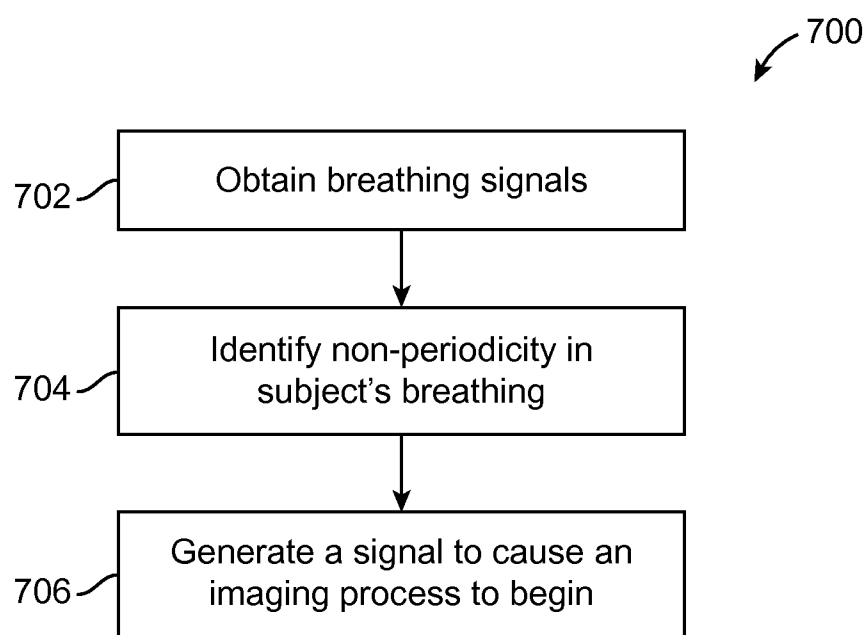 700
702
Obtain breathing signals
704
Identify non-periodicity in
subject's breathing
706
Generate a signal to cause an
imaging process to begin